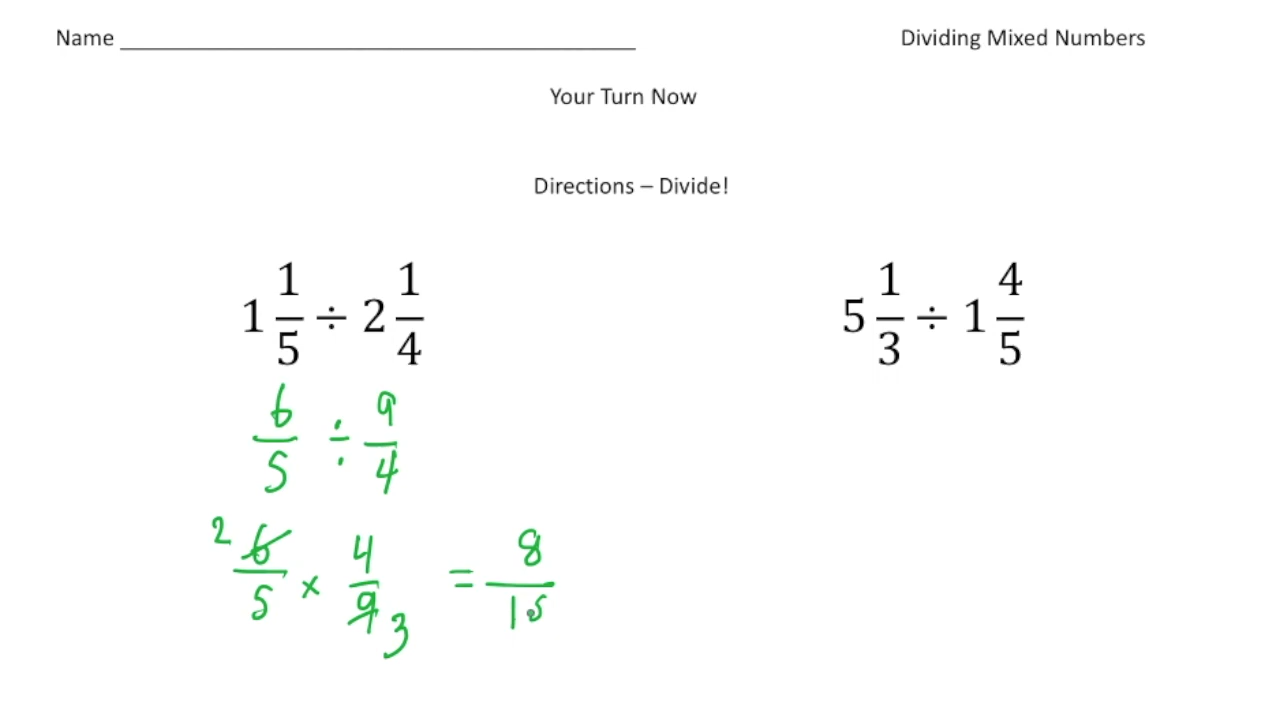 Name ________________________________________ Dividing Mixed Numbers
Your Turn Now
Directions – Divide!
1 1/5 ÷ 2 1/4
5 1/3 ÷ 1 4/5
6/5 ÷ 9/4
2 6/5 × 4/9 3 = 8/15